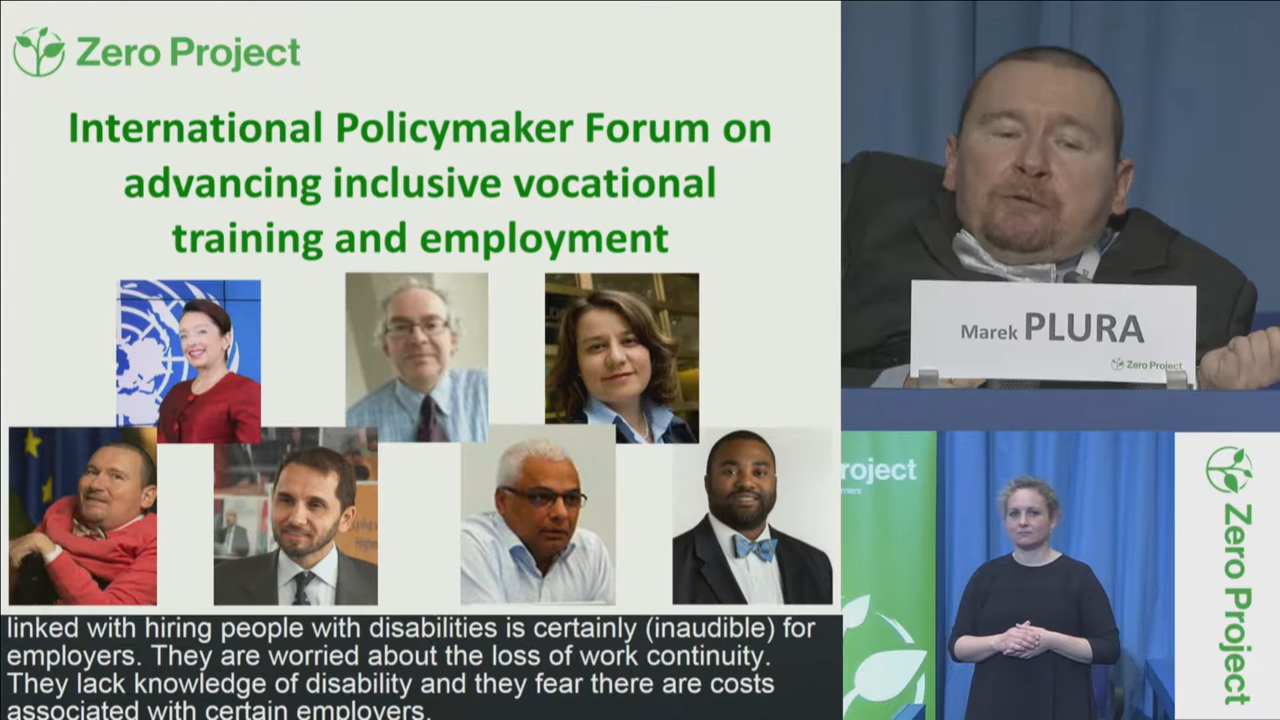 Zero Project
International Policymaker Forum on
advancing inclusive vocational
training and employment
Marek PLURA
Zero Project
roject
Zero Project
linked with hiring people with disabilities is certainly (inaudible) for
employers. They are worried about the loss of work continuity.
They lack knowledge of disability and they fear there are costs
associated with certain employers.